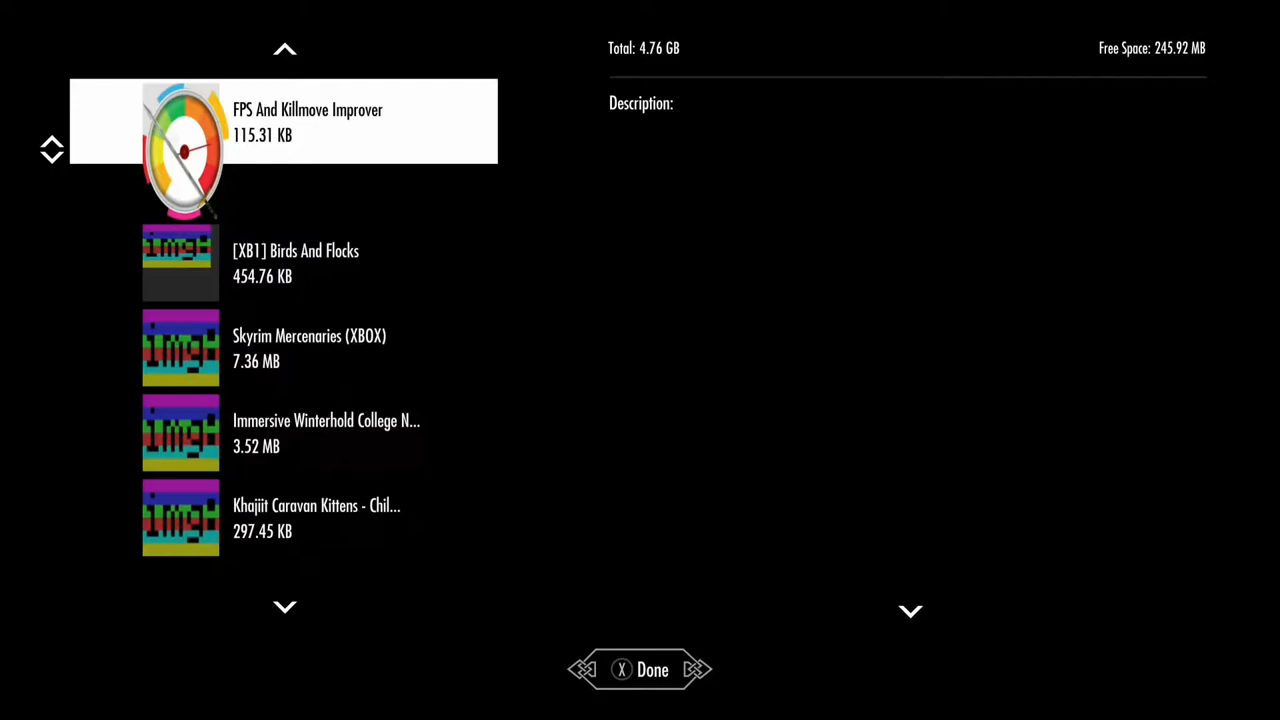 Total: 4.76 GB
Free Space: 245.92 MB
FPS And Killmove Improver
115.31 KB
Description:
[XB1] Birds And Flocks
454.76 KB
Skyrim Mercenaries (XBOX)
7.36 MB
Immersive Winterhold College N...
3.52 MB
Khajiit Caravan Kittens - Chil...
297.45 KB
X Done